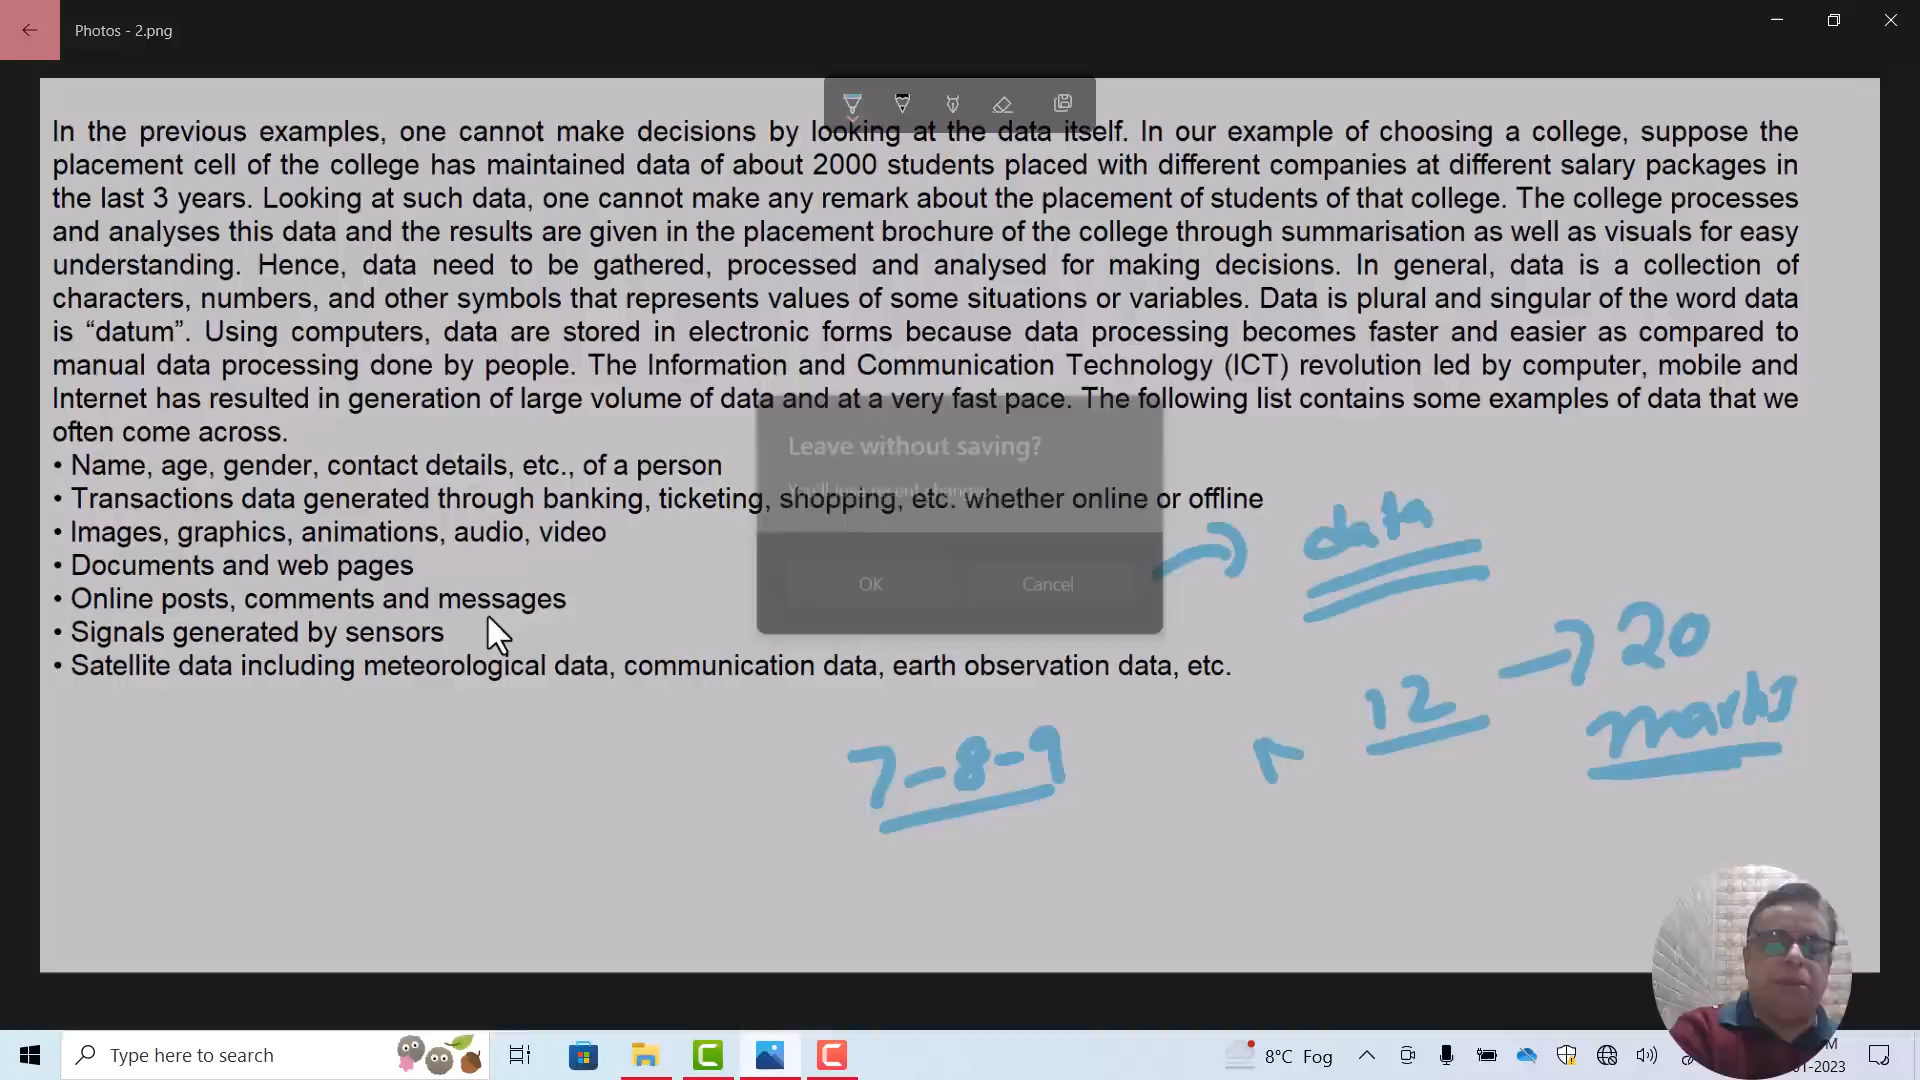 Photos - 2.png
In the previous examples, one cannot make decisions by looking at the data itself. In our example of choosing a college, suppose the
placement cell of the college has maintained data of about 2000 students placed with different companies at different salary packages in
the last 3 years. Looking at such data, one cannot make any remark about the placement of students of that college. The college processes
and analyses this data and the results are given in the placement brochure of the college through summarisation as well as visuals for easy
understanding. Hence, data need to be gathered, processed and analysed for making decisions. In general, data is a collection of
characters, numbers, and other symbols that represents values of some situations or variables. Data is plural and singular of the word data
is “datum”. Using computers, data are stored in electronic forms because data processing becomes faster and easier as compared to
manual data processing done by people. The Information and Communication Technology (ICT) revolution led by computer, mobile and
Internet has resulted in generation of large volume of data and at a very fast pace. The following list contains some examples of data that we
often come across.
Leave without saving?
• Name, age, gender, contact details, etc., of a person
• Transactions data generated through banking, ticketing, shopping, etc. whether online or offline
• Images, graphics, animations, audio, video
data
• Documents and web pages
OK Cancel
• Online posts, comments and messages
• Signals generated by sensors
20
• Satellite data including meteorological data, communication data, earth observation data, etc.
12
marks
7-8-9
Type here to search
8°C Fog